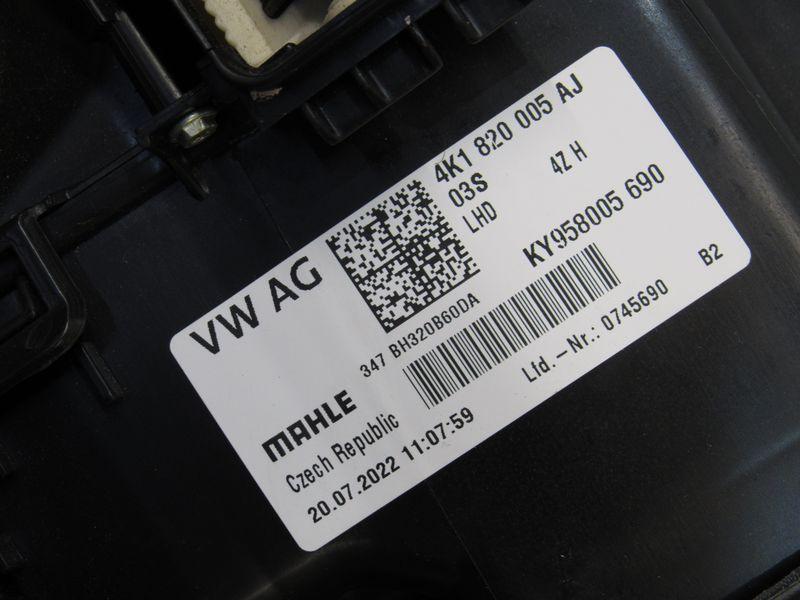 VW AG
4K1 820 005 AJ
03S
4Z H
LHD
KY958005 690
347 BH320B60DA
B2
MAHLE
Ltd.-Nr.: 0745690
Czech Republic
20.07.2022 11:07:59